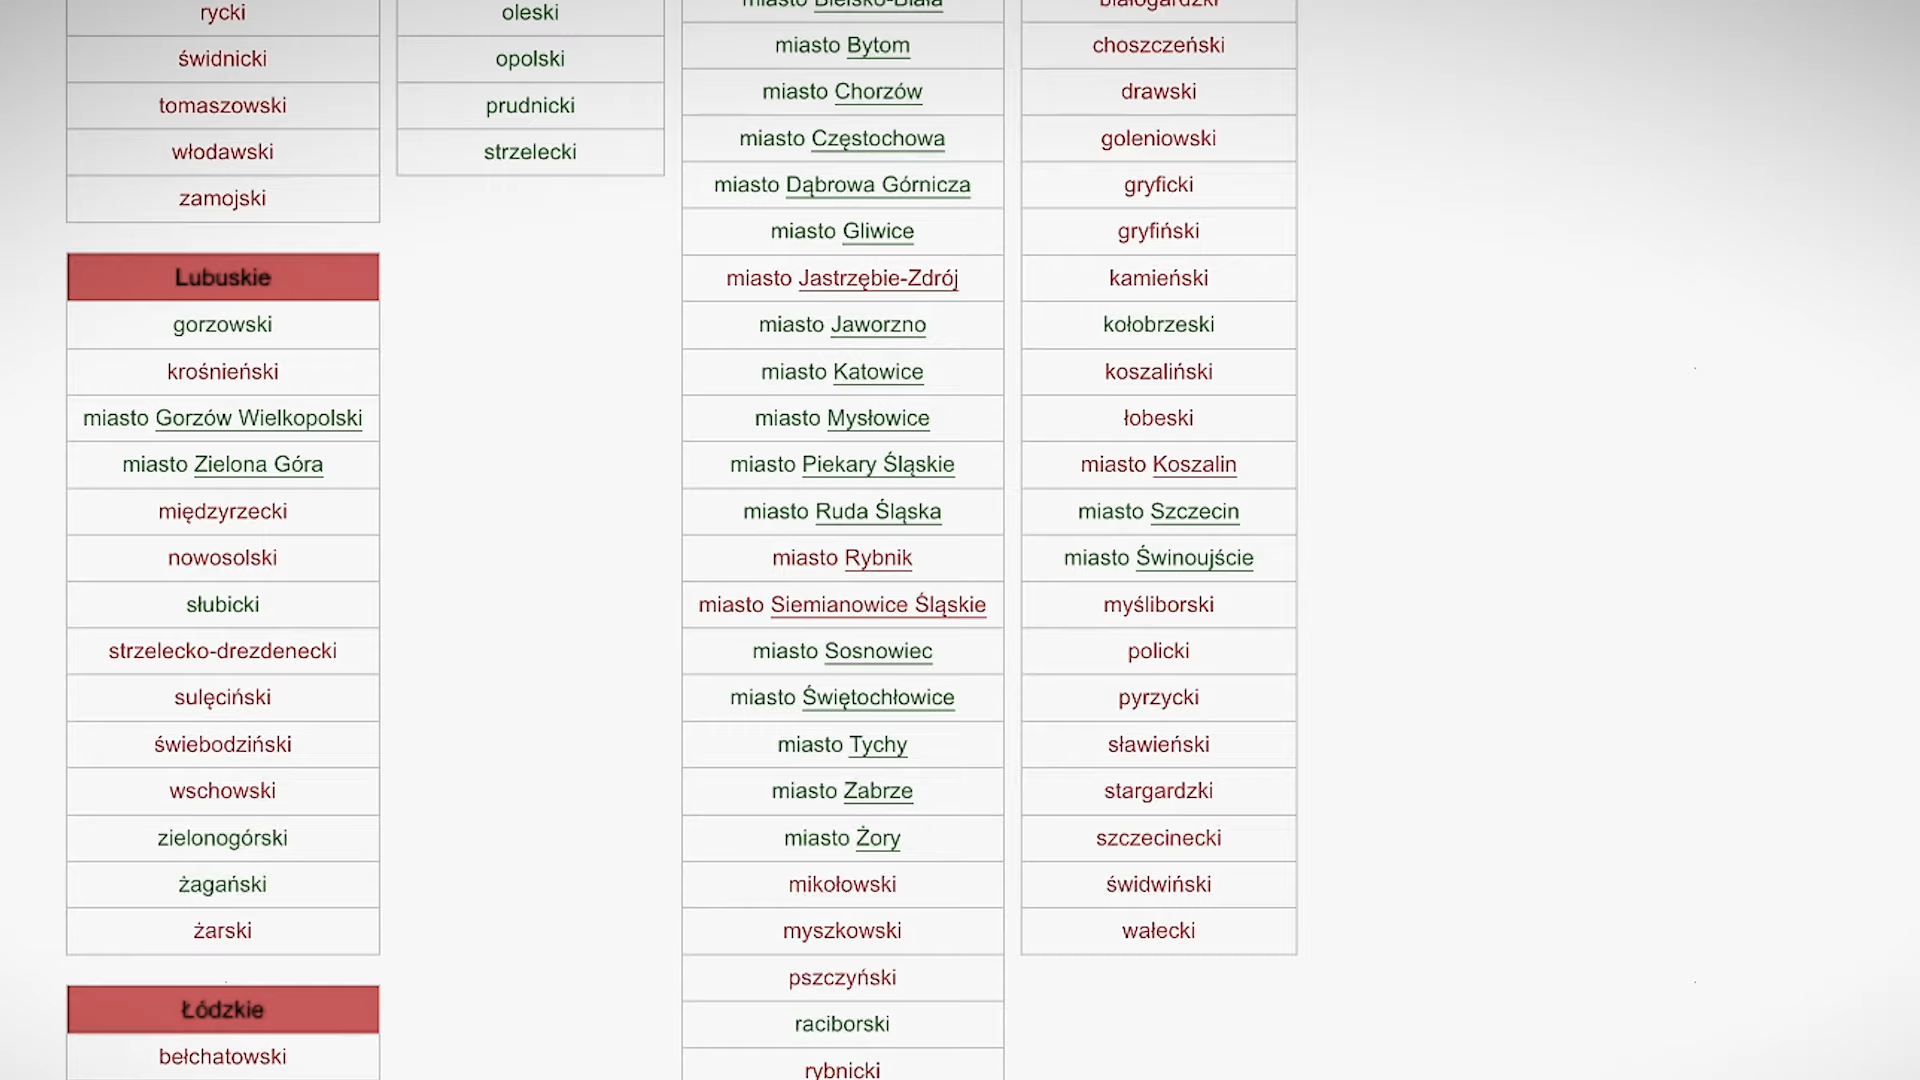 rycki
świdnicki
tomaszowski
włodawski
zamojski
Lubuskie
gorzowski
krośnieński
miasto Gorzów Wielkopolski
miasto Zielona Góra
międzyrzecki
nowosolski
słubicki
strzelecko-drezdenecki
sulęciński
świebodziński
wschowski
zielonogórski
żagański
żarski
Łódzkie
bełchatowski
oleski
opolski
prudnicki
strzelecki
miasto Bielsko-Biała
miasto Bytom
miasto Chorzów
miasto Częstochowa
miasto Dąbrowa Górnicza
miasto Gliwice
miasto Jastrzębie-Zdrój
miasto Jaworzno
miasto Katowice
miasto Mysłowice
miasto Piekary Śląskie
miasto Ruda Śląska
miasto Rybnik
miasto Siemianowice Śląskie
miasto Sosnowiec
miasto Świętochłowice
miasto Tychy
miasto Zabrze
miasto Żory
mikołowski
myszkowski
pszczyński
raciborski
rybnicki
białogardzki
choszczeński
drawski
goleniowski
gryficki
gryfiński
kamieński
kołobrzeski
koszaliński
łobeski
miasto Koszalin
miasto Szczecin
miasto Świnoujście
myśliborski
policki
pyrzycki
sławieński
stargardzki
szczecinecki
świdwiński
wałecki